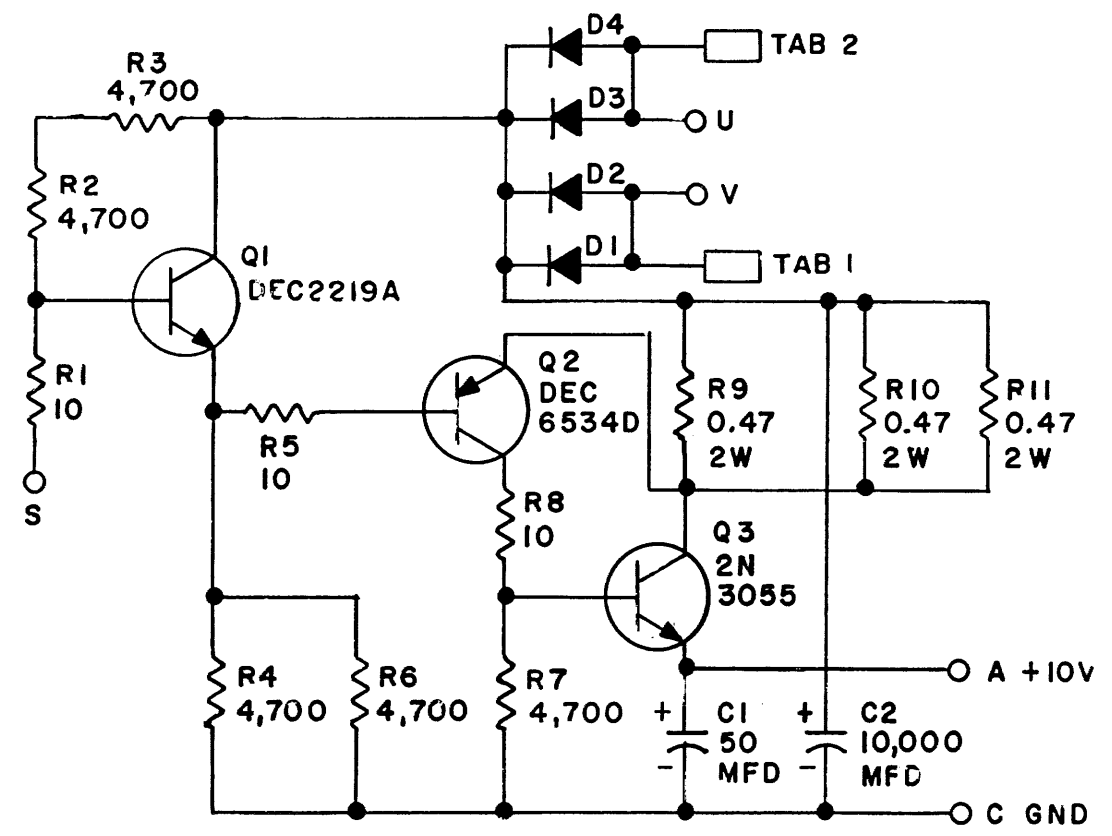 D4
TAB 2
R3
4,700
D3
U
D2
V
R2
4,700
D1
TAB 1
Q1
DEC2219A
R1
10
S
R5
10
Q2
DEC
6534D
R9
0.47
2W
R10
0.47
2W
R11
0.47
2W
R8
10
Q3
2N
3055
R4
4,700
R6
4,700
R7
4,700
A +10V
+
C1
50
MFD
-
+
C2
10,000
MFD
-
C GND